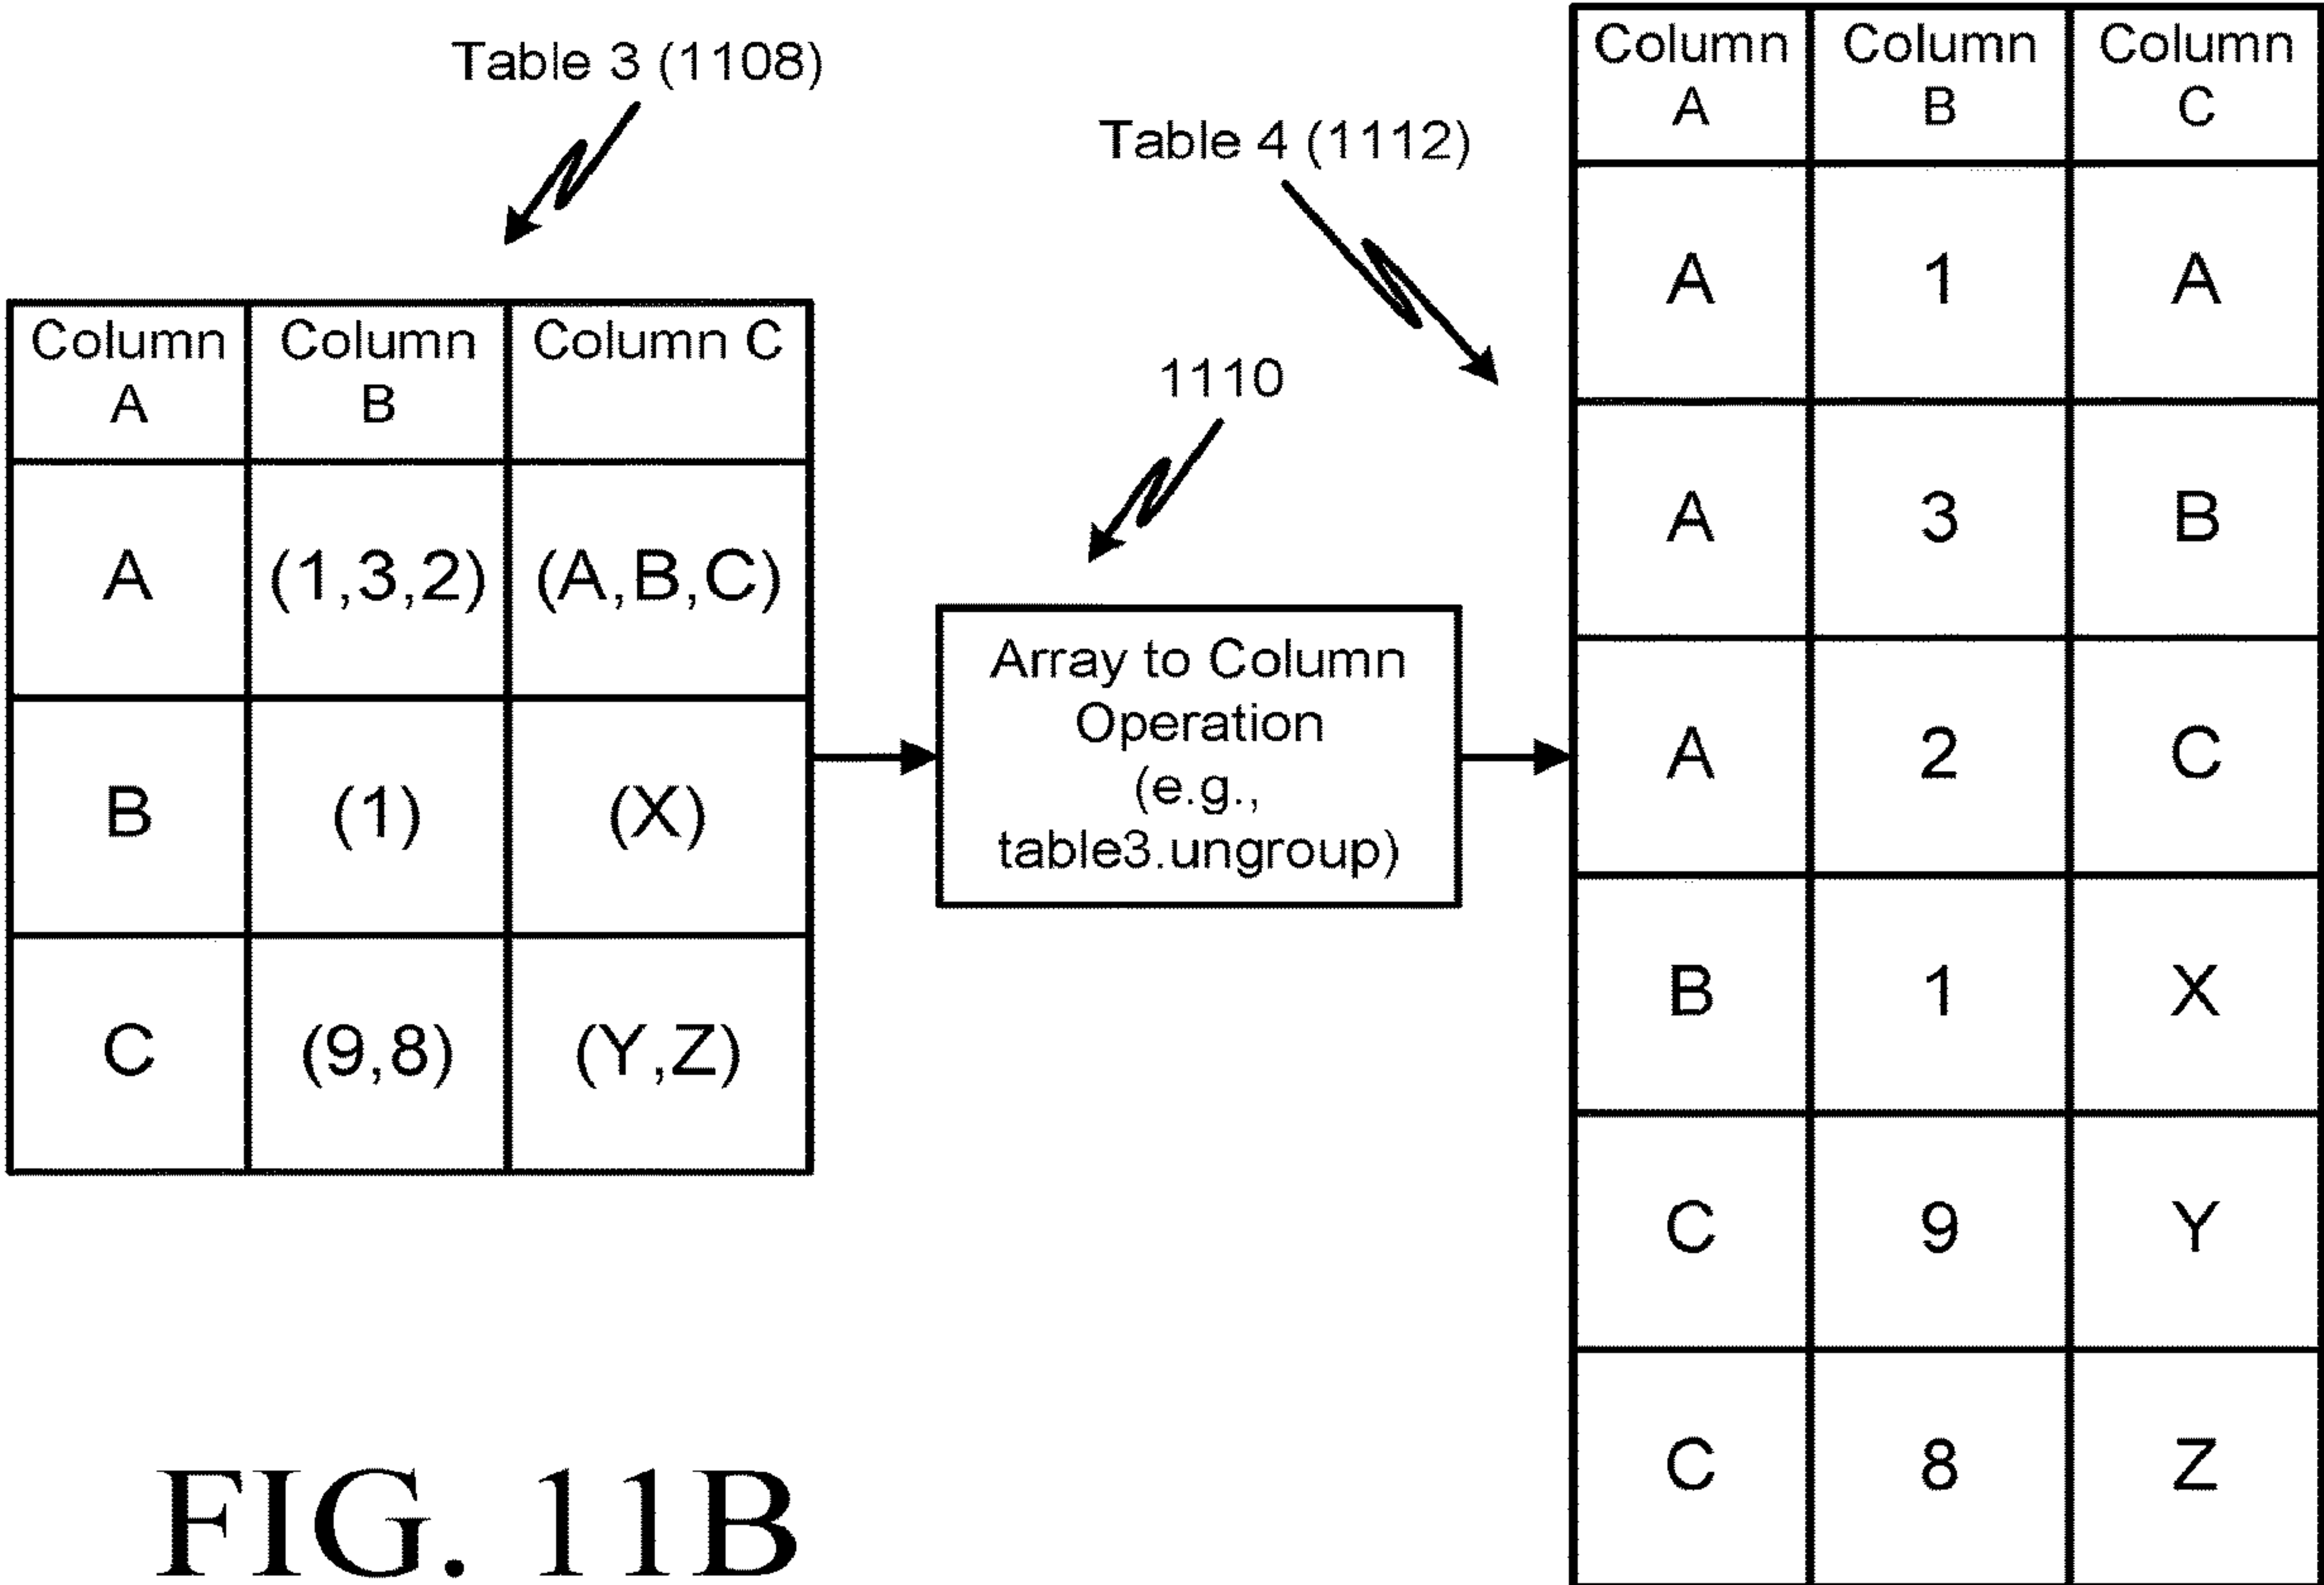 Table 3 (1108)
Column A
Column B
Column C
A
(1,3,2)
(A,B,C)
B
(1)
(X)
C
(9,8)
(Y,Z)
1110
Array to Column
Operation
(e.g.,
table3.ungroup)
Table 4 (1112)
Column A
Column B
Column C
A
1
A
A
3
B
A
2
C
B
1
X
C
9
Y
C
8
Z
FIG. 11B